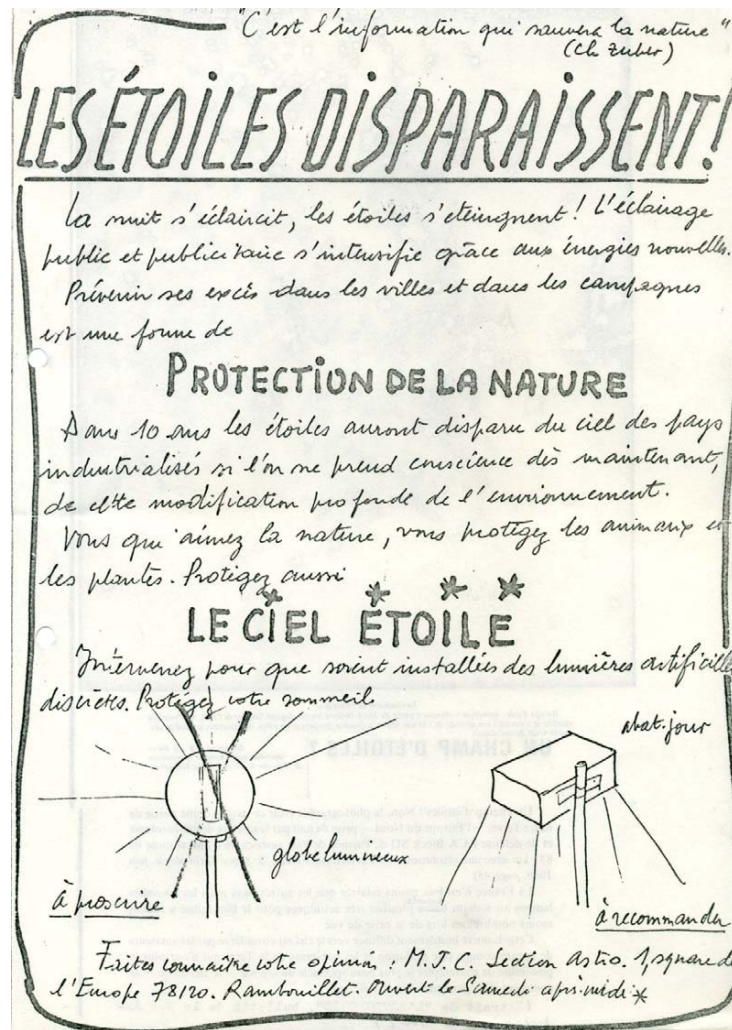 "C'est l'information qui sauvera la nature"
(Ch Zuber)
LES ÉTOILES DISPARAISSENT!
La nuit s'éclaircit, les étoiles s'éteingnent! L'éclairage
public et publicitaire s'intensifie grâce aux énergies nouvelles.
Prévenir ses excès dans les villes et dans les campagnes
est une forme de
PROTECTION DE LA NATURE
Dans 10 ans les étoiles auront disparu du ciel des pays
industrialisés si l'on ne prend conscience dès maintenant,
de cette modification profonde de l'environnement.
Vous qui aimez la nature, vous protégez les animaux et
les plantes. Protégez aussi
LE CIEL ÉTOILE
Intervenez pour que soient installées des lumières artificielles
discrètes. Protégez votre sommeil
abat-jour
globe lumineux
à proscrire
à recommander
Faites connaître votre opinion. M.J.C. Section astro. 1, square de
l'Europe 78120. Rambouillet. Ouvert le Samedi après-midi *
UN CHAMP D'ÉTOILES ?